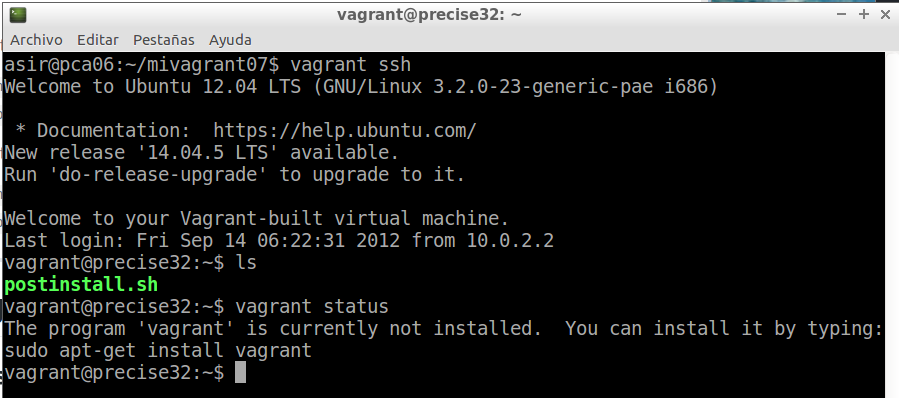 vagrant@precise32: ~
Archivo Editar Pestañas Ayuda
asir@pca06:~/mivagrant07$ vagrant ssh
Welcome to Ubuntu 12.04 LTS (GNU/Linux 3.2.0-23-generic-pae i686)
* Documentation:  https://help.ubuntu.com/
New release '14.04.5 LTS' available.
Run 'do-release-upgrade' to upgrade to it.
Welcome to your Vagrant-built virtual machine.
Last login: Fri Sep 14 06:22:31 2012 from 10.0.2.2
vagrant@precise32:~$ ls
postinstall.sh
vagrant@precise32:~$ vagrant status
The program 'vagrant' is currently not installed.  You can install it by typing:
sudo apt-get install vagrant
vagrant@precise32:~$